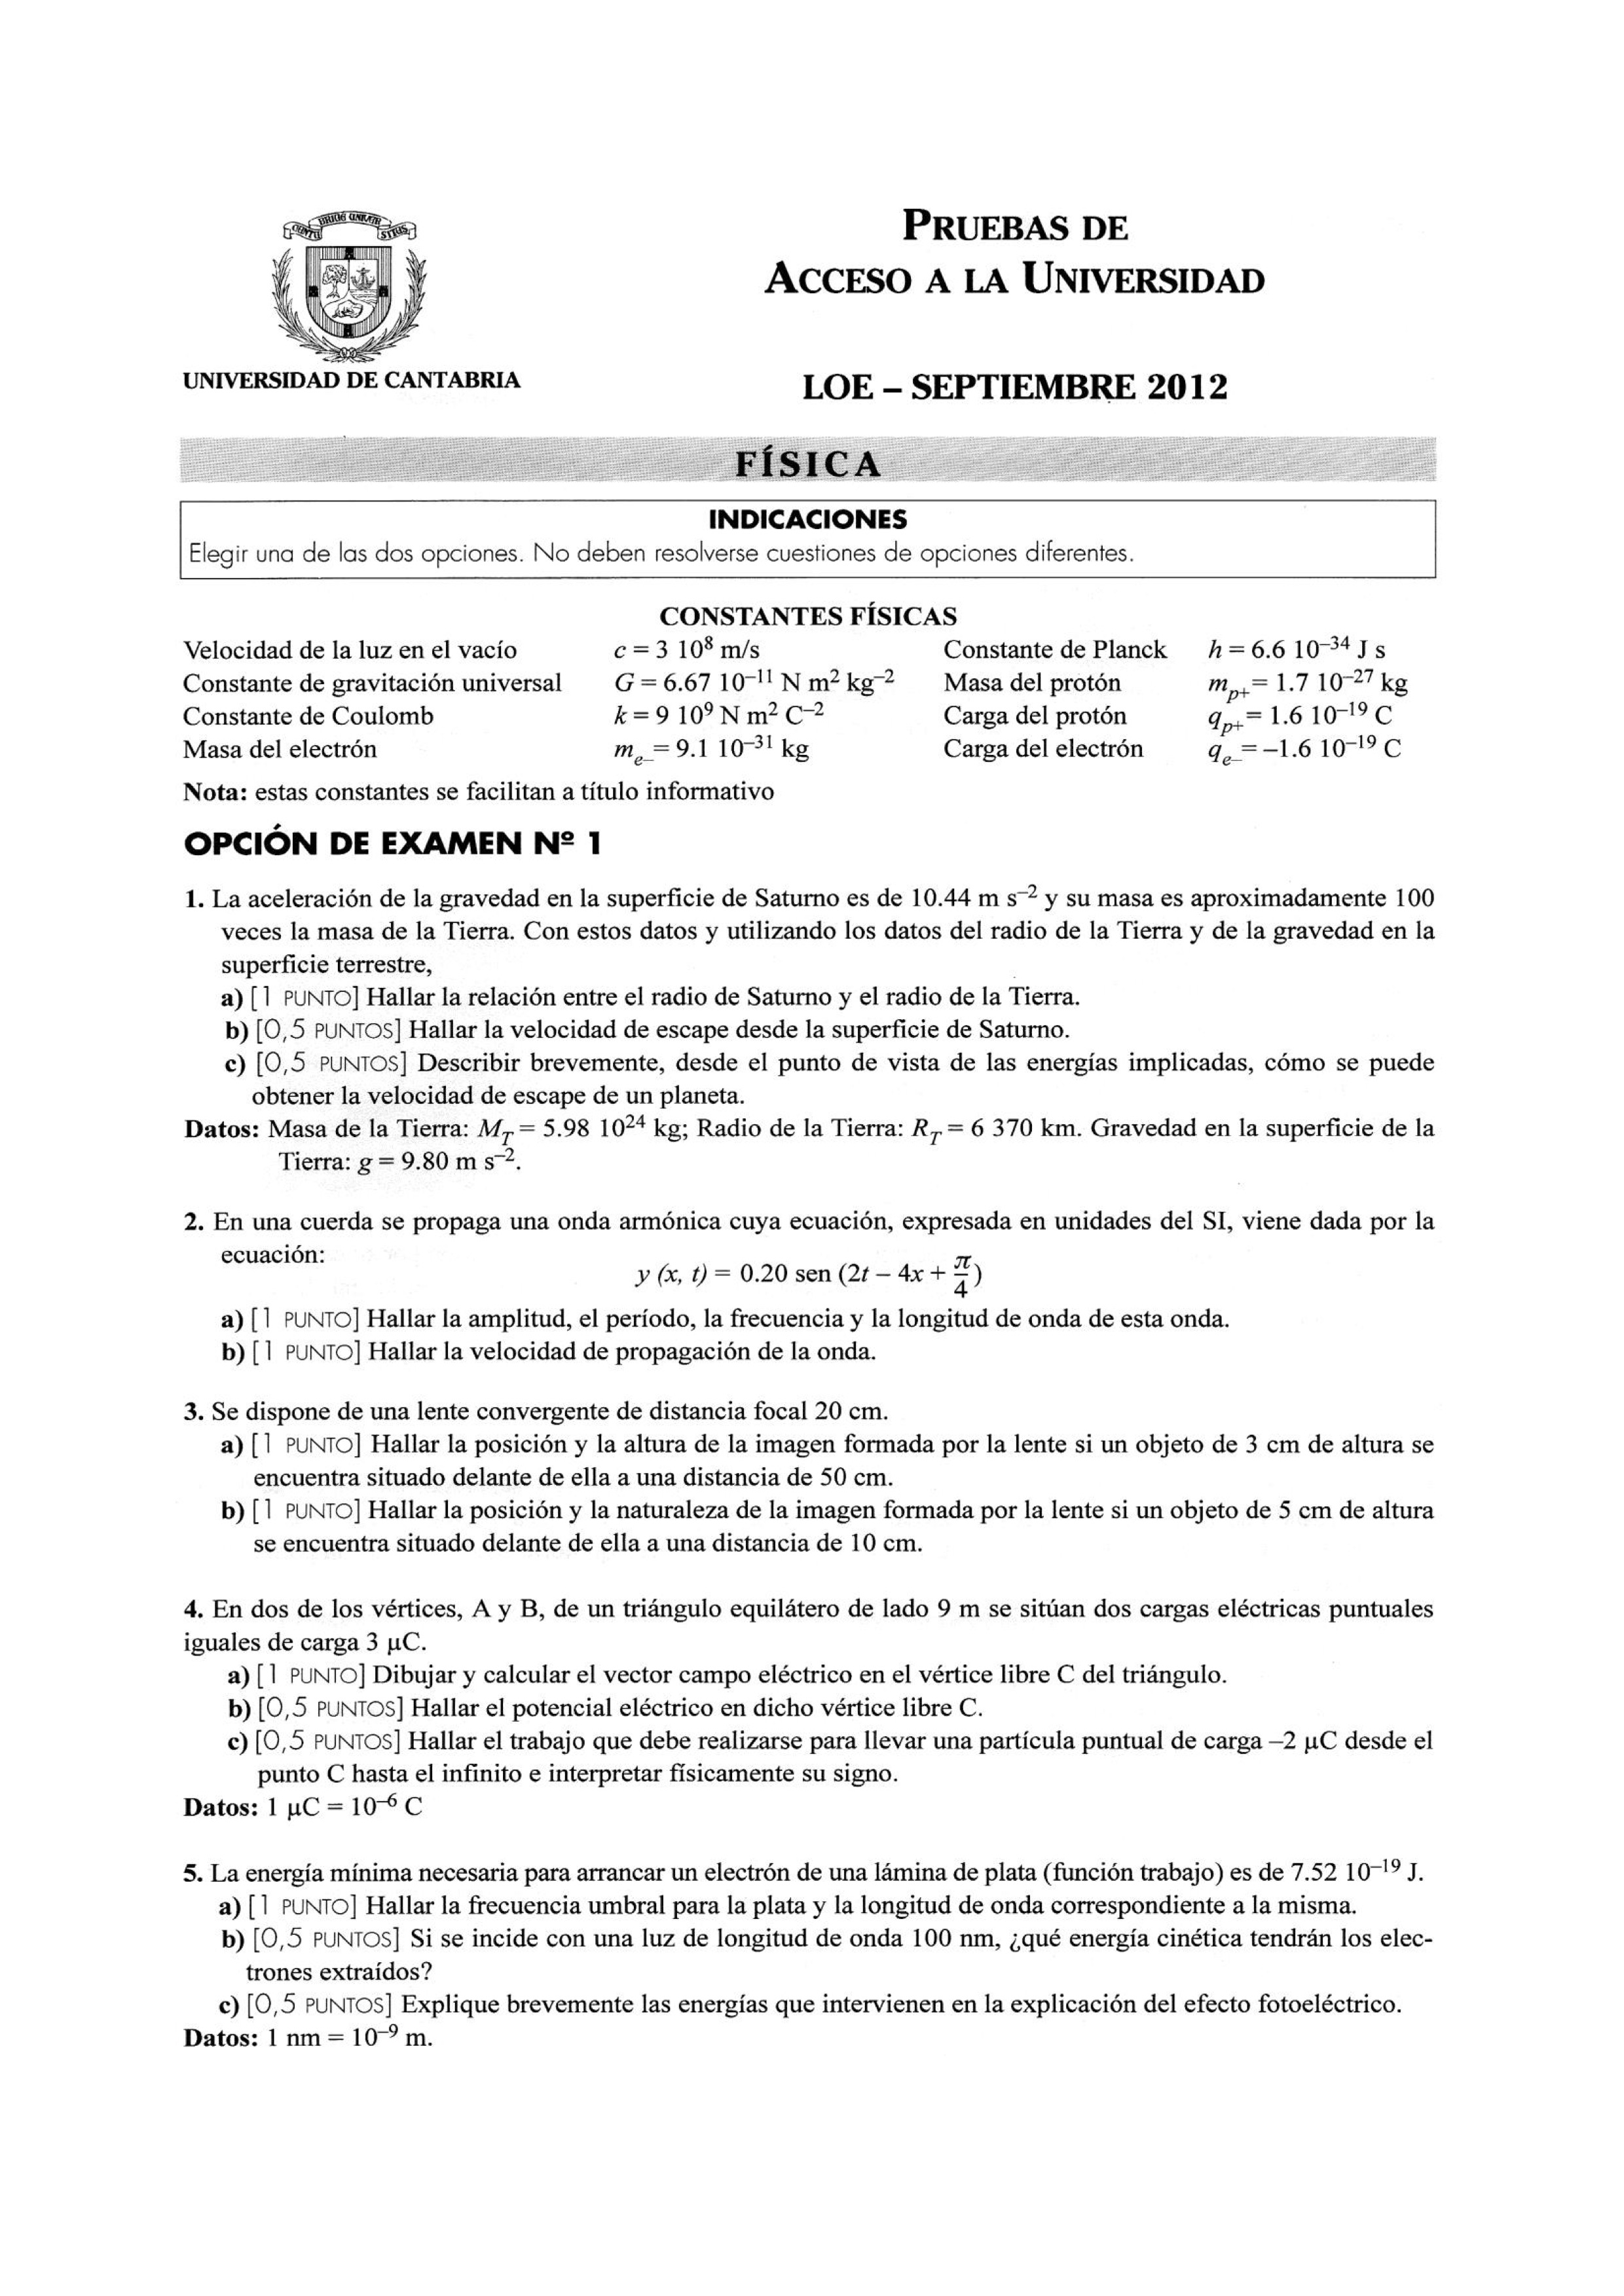 PRUEBAS DE
ACCESO A LA UNIVERSIDAD
UNIVERSIDAD DE CANTABRIA
LOE – SEPTIEMBRE 2012
FÍSICA
INDICACIONES
Elegir una de las dos opciones. No deben resolverse cuestiones de opciones diferentes.
CONSTANTES FÍSICAS
Velocidad de la luz en el vacío c = 3 10⁸ m/s Constante de Planck h = 6.6 10⁻³⁴ J s
Constante de gravitación universal G = 6.67 10⁻¹¹ N m² kg⁻² Masa del protón mₚ₊ = 1.7 10⁻²⁷ kg
Constante de Coulomb k = 9 10⁹ N m² C⁻² Carga del protón qₚ₊ = 1.6 10⁻¹⁹ C
Masa del electrón mₑ₋ = 9.1 10⁻³¹ kg Carga del electrón qₑ₋ = –1.6 10⁻¹⁹ C
Nota: estas constantes se facilitan a título informativo
OPCIÓN DE EXAMEN Nº 1
1. La aceleración de la gravedad en la superficie de Saturno es de 10.44 m s⁻² y su masa es aproximadamente 100
veces la masa de la Tierra. Con estos datos y utilizando los datos del radio de la Tierra y de la gravedad en la
superficie terrestre,
a) [1 PUNTO] Hallar la relación entre el radio de Saturno y el radio de la Tierra.
b) [0,5 PUNTOS] Hallar la velocidad de escape desde la superficie de Saturno.
c) [0,5 PUNTOS] Describir brevemente, desde el punto de vista de las energías implicadas, cómo se puede
obtener la velocidad de escape de un planeta.
Datos: Masa de la Tierra: M_T = 5.98 10²⁴ kg; Radio de la Tierra: R_T = 6 370 km. Gravedad en la superficie de la
Tierra: g = 9.80 m s⁻².
2. En una cuerda se propaga una onda armónica cuya ecuación, expresada en unidades del SI, viene dada por la
ecuación:
y (x, t) = 0.20 sen (2t – 4x + π/4)
a) [1 PUNTO] Hallar la amplitud, el período, la frecuencia y la longitud de onda de esta onda.
b) [1 PUNTO] Hallar la velocidad de propagación de la onda.
3. Se dispone de una lente convergente de distancia focal 20 cm.
a) [1 PUNTO] Hallar la posición y la altura de la imagen formada por la lente si un objeto de 3 cm de altura se
encuentra situado delante de ella a una distancia de 50 cm.
b) [1 PUNTO] Hallar la posición y la naturaleza de la imagen formada por la lente si un objeto de 5 cm de altura
se encuentra situado delante de ella a una distancia de 10 cm.
4. En dos de los vértices, A y B, de un triángulo equilátero de lado 9 m se sitúan dos cargas eléctricas puntuales
iguales de carga 3 µC.
a) [1 PUNTO] Dibujar y calcular el vector campo eléctrico en el vértice libre C del triángulo.
b) [0,5 PUNTOS] Hallar el potencial eléctrico en dicho vértice libre C.
c) [0,5 PUNTOS] Hallar el trabajo que debe realizarse para llevar una partícula puntual de carga –2 µC desde el
punto C hasta el infinito e interpretar físicamente su signo.
Datos: 1 µC = 10⁻⁶ C
5. La energía mínima necesaria para arrancar un electrón de una lámina de plata (función trabajo) es de 7.52 10⁻¹⁹ J.
a) [1 PUNTO] Hallar la frecuencia umbral para la plata y la longitud de onda correspondiente a la misma.
b) [0,5 PUNTOS] Si se incide con una luz de longitud de onda 100 nm, ¿qué energía cinética tendrán los elec-
trones extraídos?
c) [0,5 PUNTOS] Explique brevemente las energías que intervienen en la explicación del efecto fotoeléctrico.
Datos: 1 nm = 10⁻⁹ m.